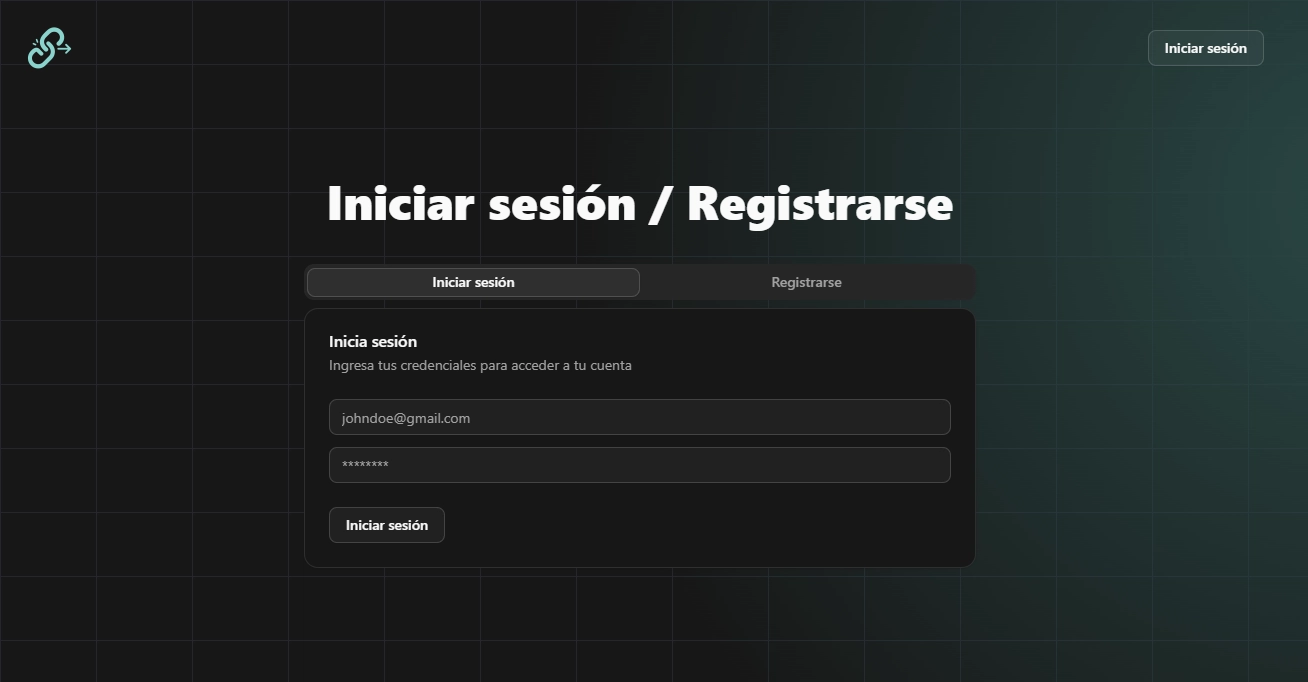 Iniciar sesión
Iniciar sesión / Registrarse
Iniciar sesión
Registrarse
Inicia sesión
Ingresa tus credenciales para acceder a tu cuenta
johndoe@gmail.com
********
Iniciar sesión